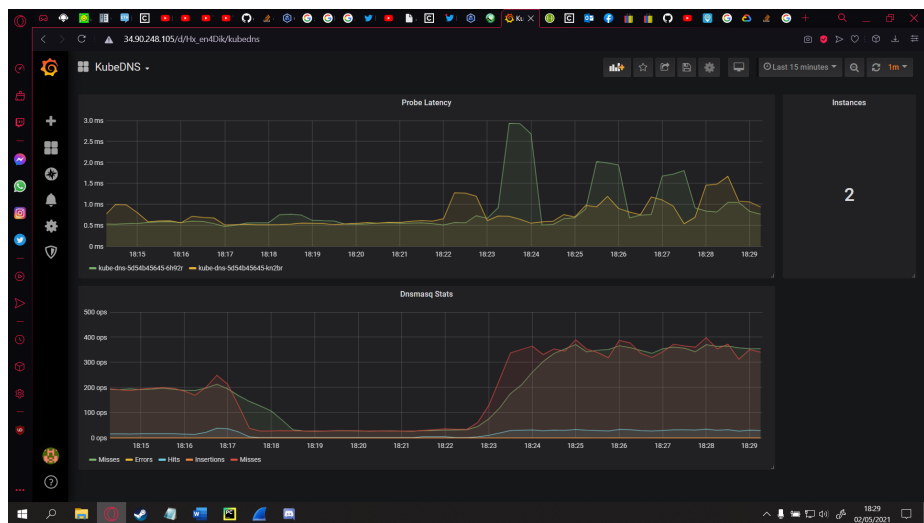 Ku
34.90.248.105/d/Hx_en4Dik/kubedns
KubeDNS
Last 15 minutes
1m
Probe Latency
3.0 ms
2.5 ms
2.0 ms
1.5 ms
1.0 ms
0.5 ms
0 ms
18:15 18:16 18:17 18:18 18:19 18:20 18:21 18:22 18:23 18:24 18:25 18:26 18:27 18:28 18:29
kube-dns-5d54b45645-6h92r kube-dns-5d54b45645-kn2br
Instances
2
Dnsmasq Stats
500 ops
400 ops
300 ops
200 ops
100 ops
0 ops
18:15 18:16 18:17 18:18 18:19 18:20 18:21 18:22 18:23 18:24 18:25 18:26 18:27 18:28 18:29
Misses Errors Hits Insertions Misses
18:29
02/05/2021